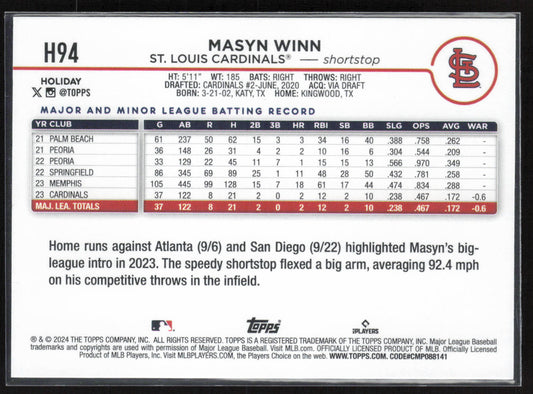 H94
MASYN WINN
ST. LOUIS CARDINALS® — shortstop
HOLIDAY
@TOPPS
HT: 5'11" WT: 185 BATS: RIGHT THROWS: RIGHT
DRAFTED: CARDINALS #2-JUNE, 2020 ACQ: VIA DRAFT
BORN: 3-21-02, KATY, TX HOME: KINGWOOD, TX
MAJOR AND MINOR LEAGUE BATTING RECORD
YR CLUB G AB R H 2B 3B HR RBI SB BB SLG OPS AVG WAR
21 PALM BEACH 61 237 50 62 15 3 3 34 16 40 .388 .758 .262 -
21 PEORIA 36 148 26 31 4 2 2 10 16 6 .304 .544 .209 -
22 PEORIA 33 129 22 45 11 7 1 15 15 13 .566 .970 .349 -
22 SPRINGFIELD 86 345 69 89 25 1 11 48 28 50 .432 .781 .258 -
23 MEMPHIS 105 445 99 128 15 7 18 61 17 44 .474 .834 .288 -
23 CARDINALS 37 122 8 21 2 0 2 12 2 10 .238 .467 .172 -0.6
MAJ. LEA. TOTALS 37 122 8 21 2 0 2 12 2 10 .238 .467 .172 -0.6
Home runs against Atlanta (9/6) and San Diego (9/22) highlighted Masyn's big-
league intro in 2023. The speedy shortstop flexed a big arm, averaging 92.4 mph
on his competitive throws in the infield.
Topps
PLAYERS
® & © 2024 THE TOPPS COMPANY, INC. ALL RIGHTS RESERVED. TOPPS IS A REGISTERED TRADEMARK OF THE TOPPS COMPANY, INC. Major League Baseball
trademarks and copyrights are used with permission of Major League Baseball. Visit MLB.com. OFFICIALLY LICENSED PRODUCT OF MLB. Officially Licensed
Product of MLB Players, Inc. Visit MLBPLAYERS.com, the Players Choice on the web. WWW.TOPPS.COM. CODE#CMP088141